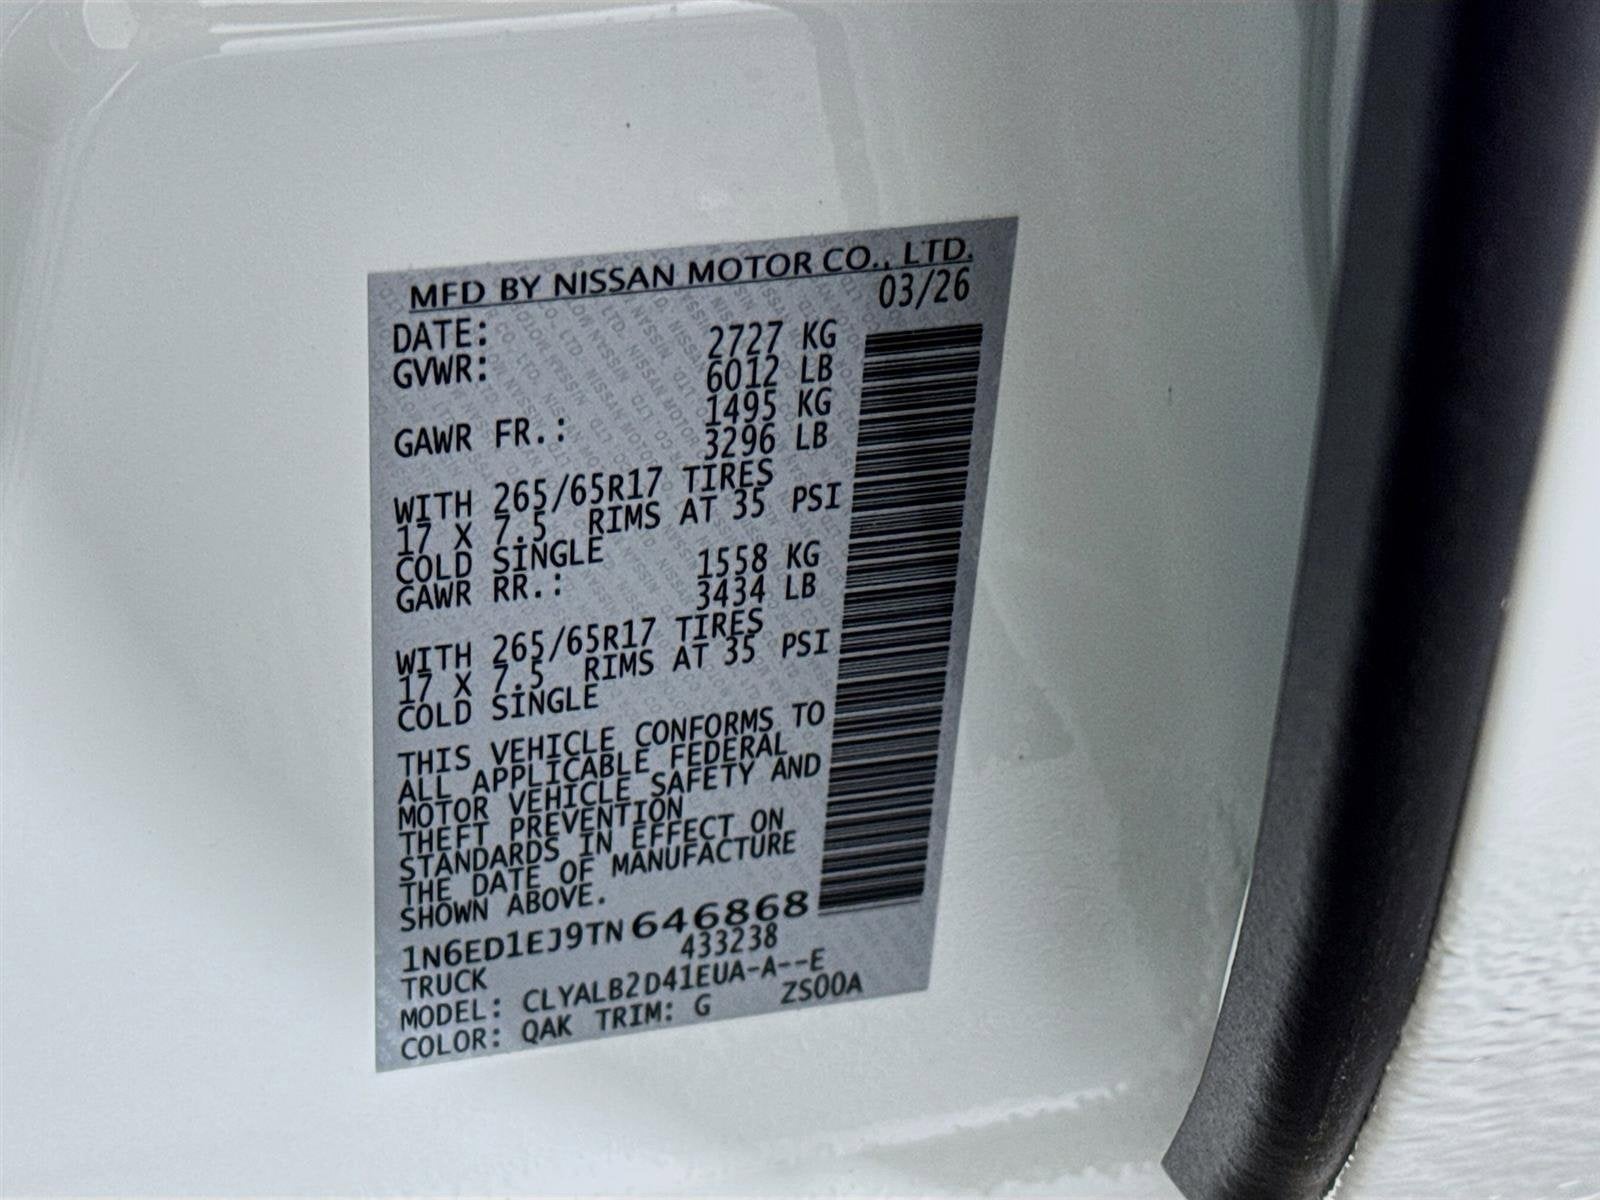 MFD BY NISSAN MOTOR CO., LTD.
DATE: 03/26
GVWR: 2727 KG
6012 LB
GAWR FR.: 1495 KG
3296 LB
WITH 265/65R17 TIRES
17 X 7.5 RIMS AT 35 PSI
COLD SINGLE
GAWR RR.: 1558 KG
3434 LB
WITH 265/65R17 TIRES
17 X 7.5 RIMS AT 35 PSI
COLD SINGLE
THIS VEHICLE CONFORMS TO
ALL APPLICABLE FEDERAL
MOTOR VEHICLE SAFETY AND
THEFT PREVENTION
STANDARDS IN EFFECT ON
THE DATE OF MANUFACTURE
SHOWN ABOVE.
1N6ED1EJ9TN646868
TRUCK 433238
MODEL: CLYALB2D41EUA-A--E
COLOR: QAK TRIM: G ZS00A